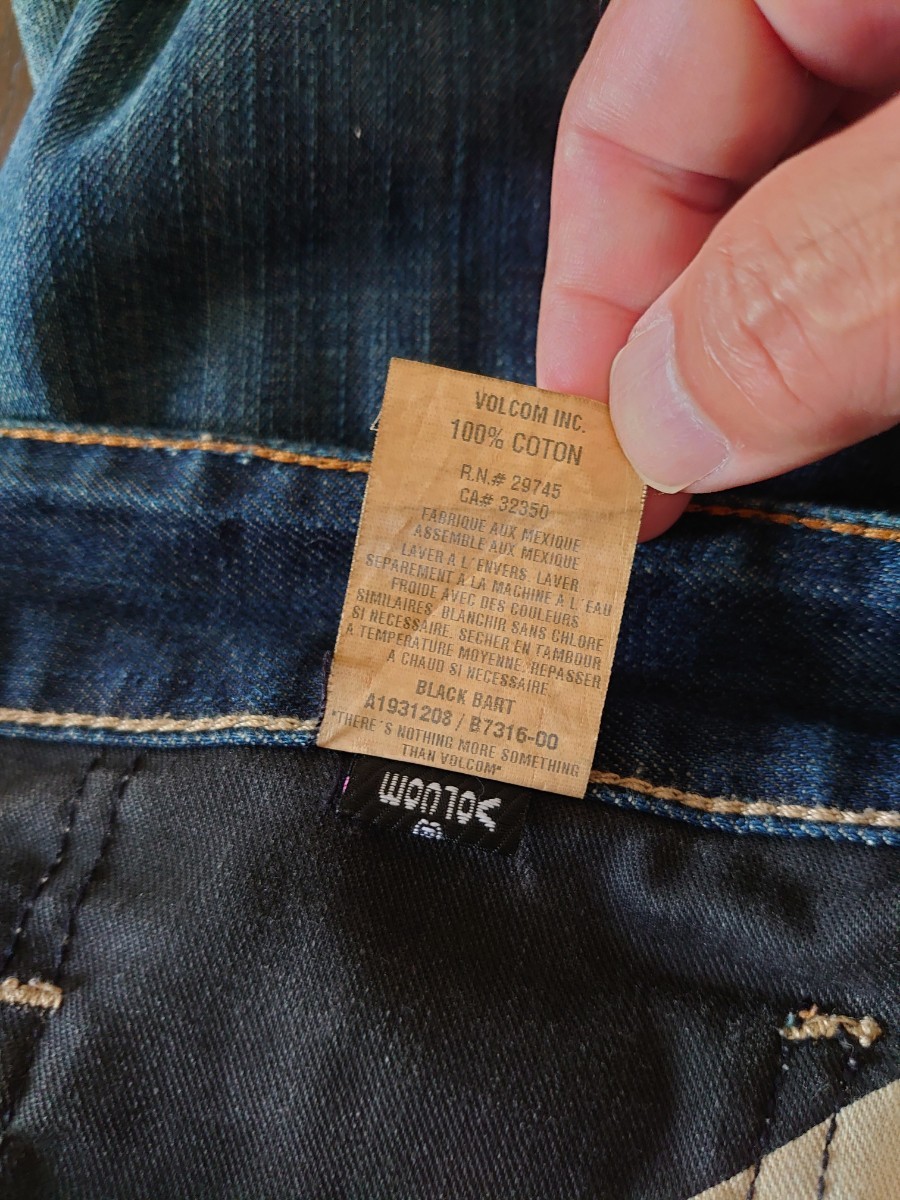 VOLCOM INC.
100% COTON
R.N.# 29745
CA# 32350
FABRIQUE AUX MEXIQUE
ASSEMBLE AUX MEXIQUE
LAVER A L'ENVERS. LAVER
SEPAREMENT A LA MACHINE A L'EAU
FROIDE AVEC DES COULEURS
SIMILAIRES. BLANCHIR SANS CHLORE
SI NECESSAIRE. SECHER EN TAMBOUR
A TEMPERATURE MOYENNE. REPASSER
A CHAUD SI NECESSAIRE.
BLACK BART
A1931208 / B7316-00
"THERE'S NOTHING MORE SOMETHING
THAN VOLCOM"
VOLCOM